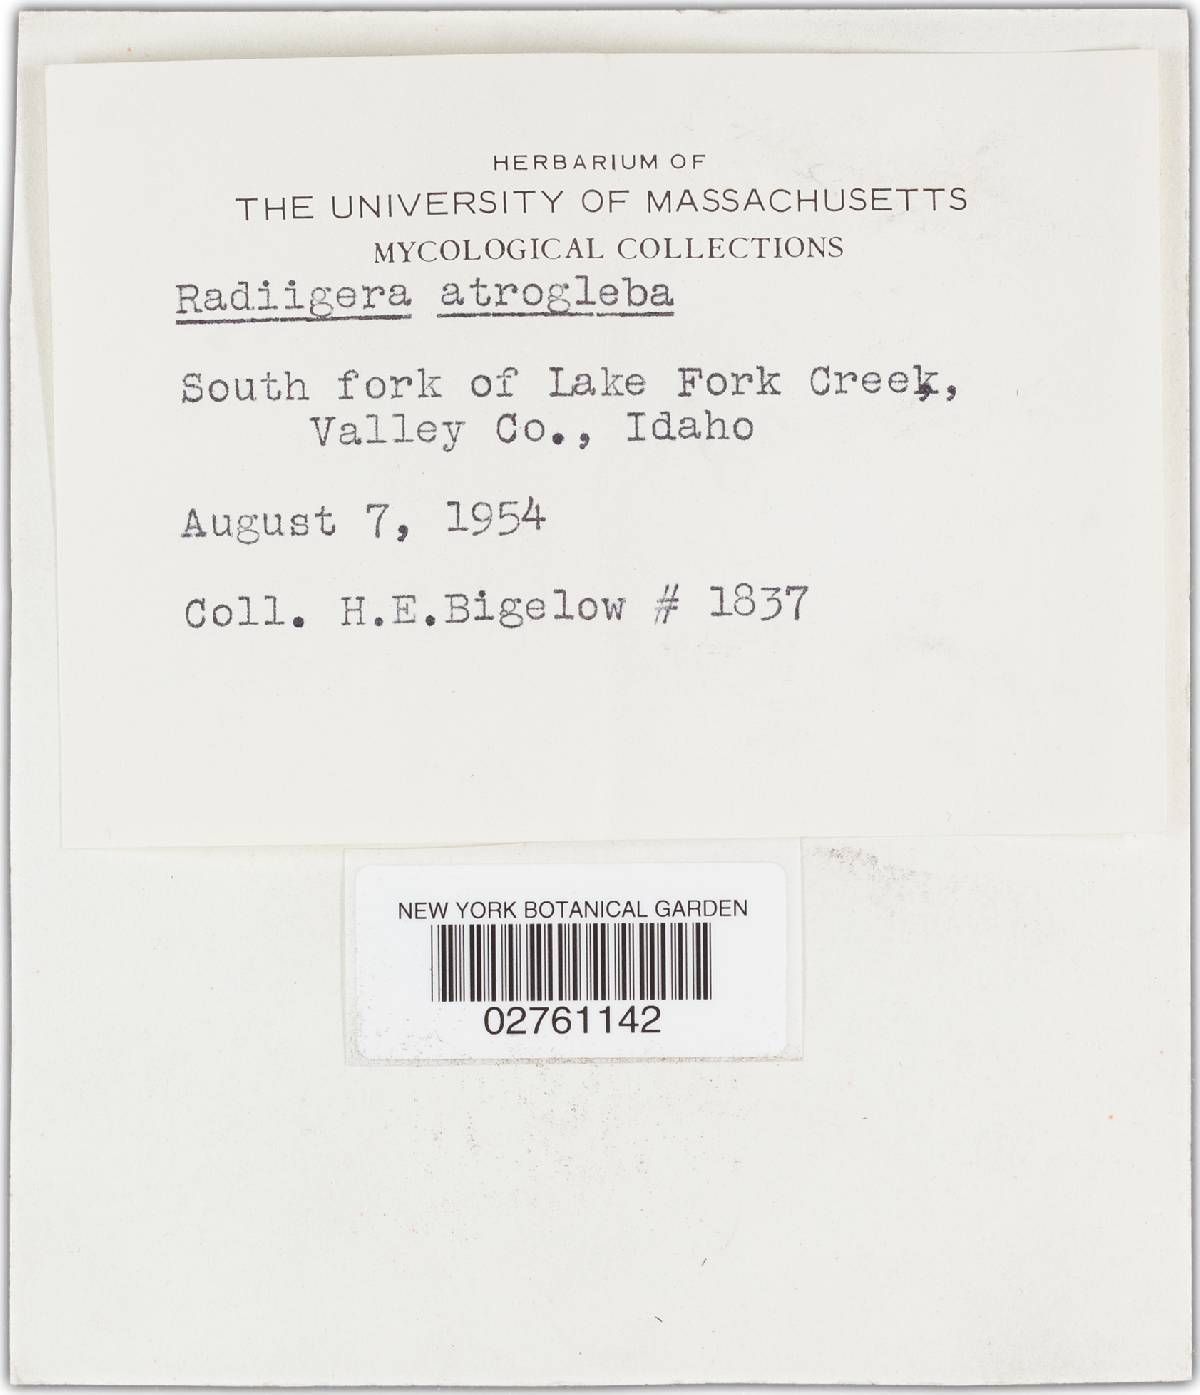 HERBARIUM OF
THE UNIVERSITY OF MASSACHUSETTS
MYCOLOGICAL COLLECTIONS
Radiigera atrogleba
South fork of Lake Fork Creek,
Valley Co., Idaho
August 7, 1954
Coll. H.E.Bigelow # 1837
NEW YORK BOTANICAL GARDEN
02761142